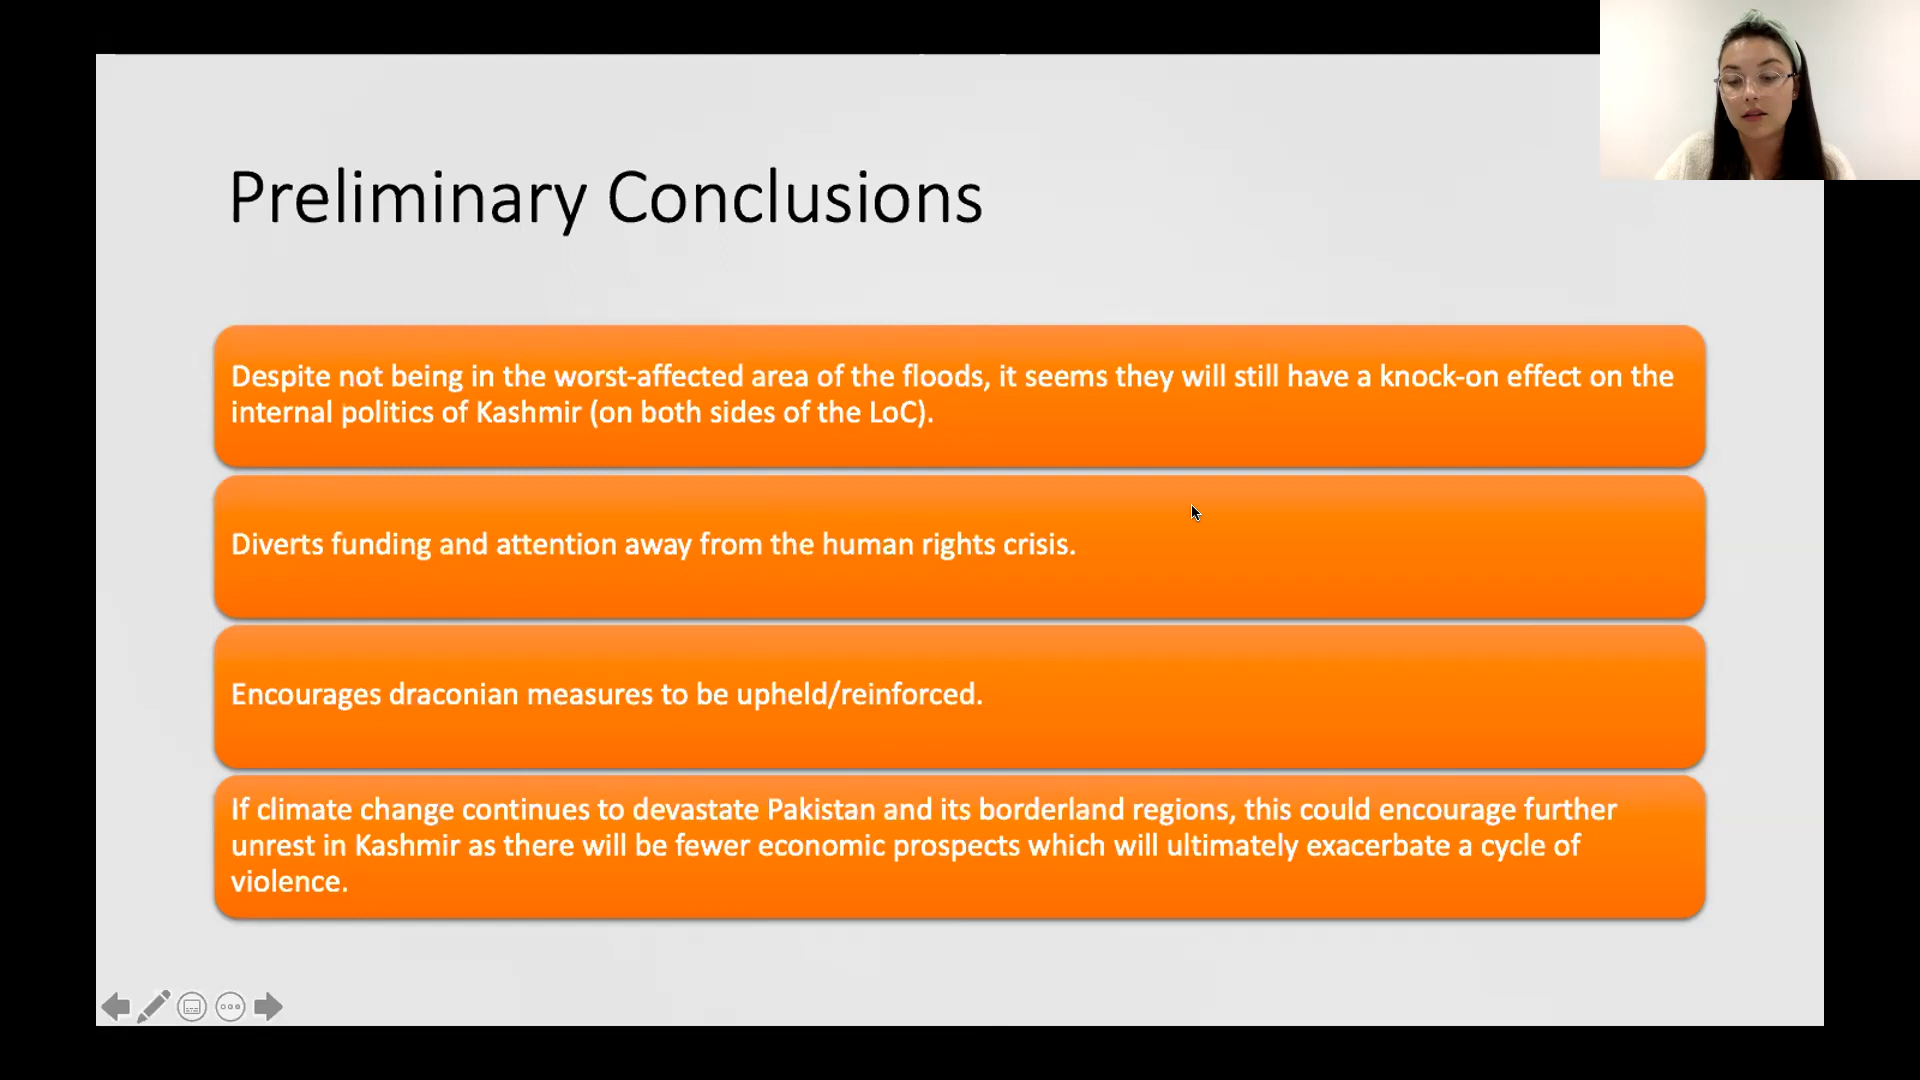 Preliminary Conclusions
Despite not being in the worst-affected area of the floods, it seems they will still have a knock-on effect on the
internal politics of Kashmir (on both sides of the LoC).
Diverts funding and attention away from the human rights crisis.
Encourages draconian measures to be upheld/reinforced.
If climate change continues to devastate Pakistan and its borderland regions, this could encourage further
unrest in Kashmir as there will be fewer economic prospects which will ultimately exacerbate a cycle of
violence.